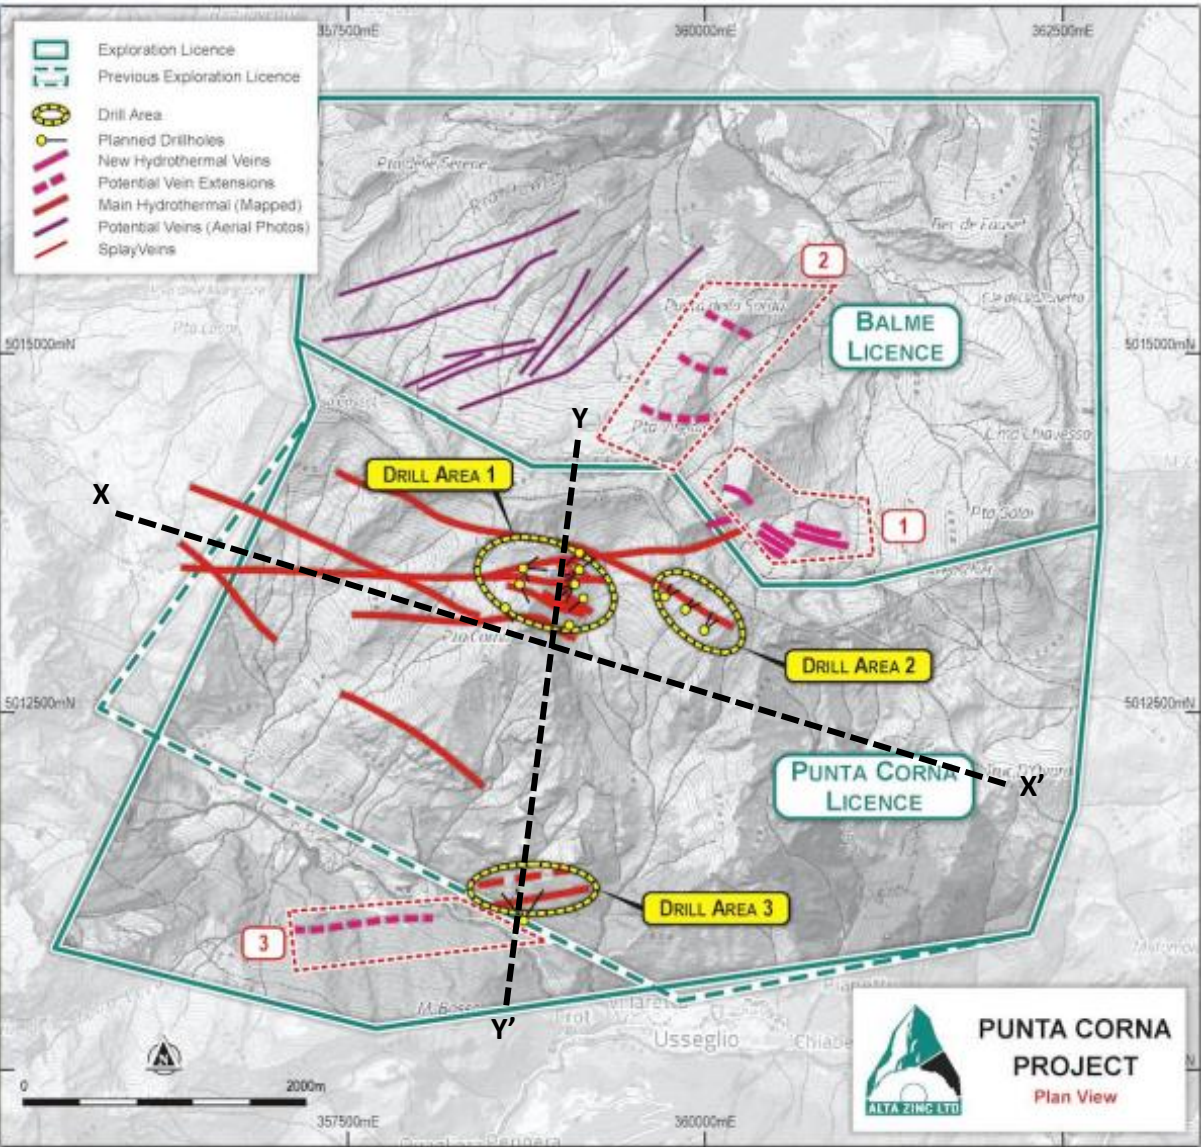 357500mE
360000mE
362500mE
Exploration Licence
Previous Exploration Licence
Drill Area
Planned Drillholes
New Hydrothermal Veins
Potential Vein Extensions
Main Hydrothermal (Mapped)
Potential Veins (Aerial Photos)
SplayVeins
2
BALME
LICENCE
5015000mN
5015000mN
Y
DRILL AREA 1
X
1
DRILL AREA 2
5012500mN
5012500mN
PUNTA CORNA
LICENCE
X'
DRILL AREA 3
3
Y'
Usseglio
N
0
2000m
357500mE
360000mE
ALTA ZINC LTD
PUNTA CORNA
PROJECT
Plan View